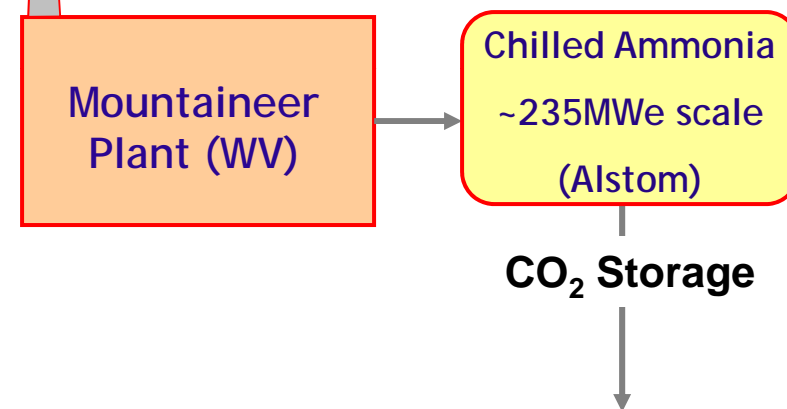 Mountaineer
Plant (WV)
Chilled Ammonia
~235MWe scale
(Alstom)
CO₂ Storage